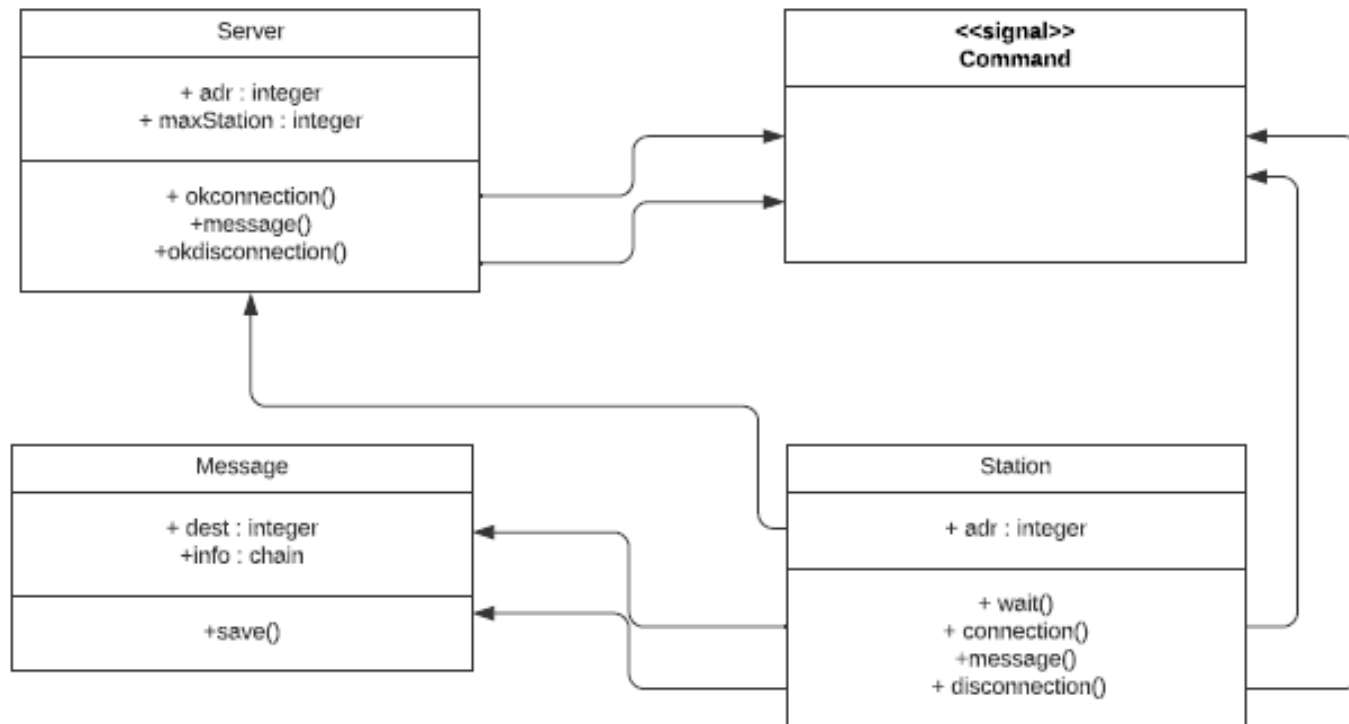 Server
+ adr : integer
+ maxStation : integer
+ okconnection()
+message()
+okdisconnection()
<<signal>>
Command
Message
+ dest : integer
+info : chain
+save()
Station
+ adr : integer
+ wait()
+ connection()
+message()
+ disconnection()